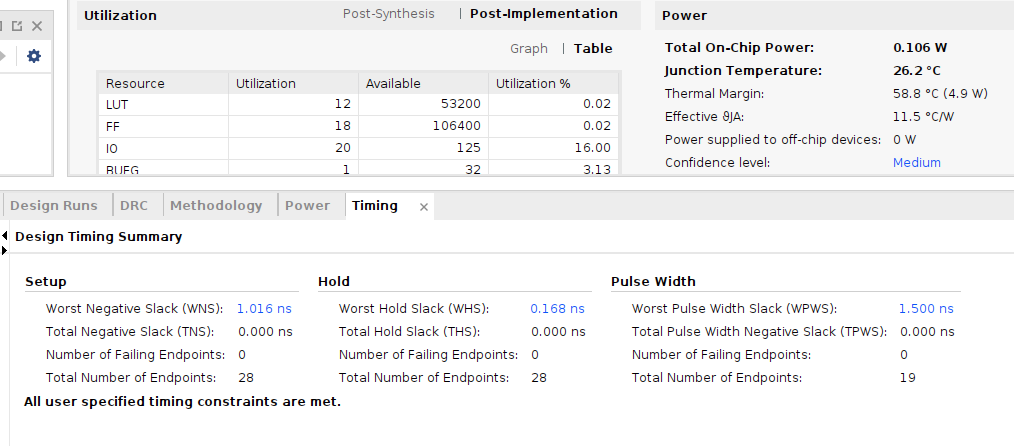 Utilization Post-Synthesis | Post-Implementation
Graph | Table
Resource Utilization Available Utilization %
LUT 12 53200 0.02
FF 18 106400 0.02
IO 20 125 16.00
BUFG 1 32 3.13
Power
Total On-Chip Power: 0.106 W
Junction Temperature: 26.2 °C
Thermal Margin: 58.8 °C (4.9 W)
Effective ϑJA: 11.5 °C/W
Power supplied to off-chip devices: 0 W
Confidence level: Medium
Design Runs DRC Methodology Power Timing
Design Timing Summary
Setup
Worst Negative Slack (WNS): 1.016 ns
Total Negative Slack (TNS): 0.000 ns
Number of Failing Endpoints: 0
Total Number of Endpoints: 28
Hold
Worst Hold Slack (WHS): 0.168 ns
Total Hold Slack (THS): 0.000 ns
Number of Failing Endpoints: 0
Total Number of Endpoints: 28
Pulse Width
Worst Pulse Width Slack (WPWS): 1.500 ns
Total Pulse Width Negative Slack (TPWS): 0.000 ns
Number of Failing Endpoints: 0
Total Number of Endpoints: 19
All user specified timing constraints are met.